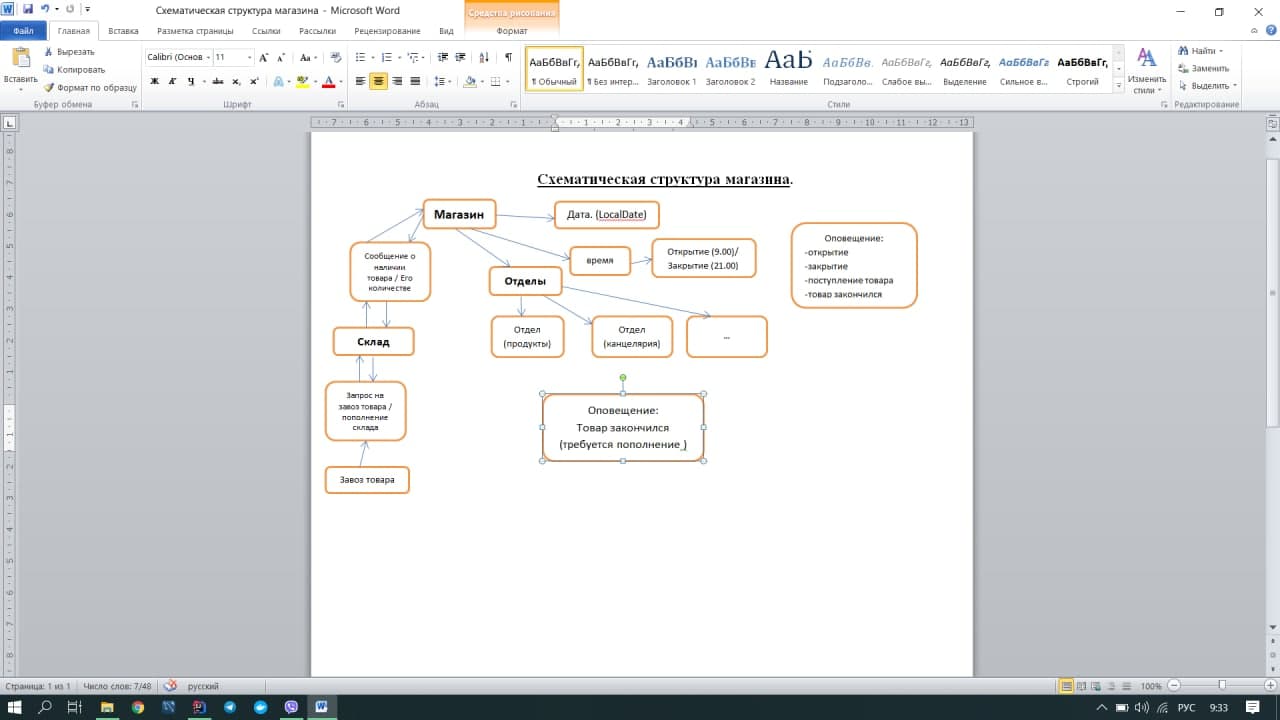 Схематическая структура магазина - Microsoft Word
Средства рисования
Файл
Главная
Вставка
Разметка страницы
Ссылки
Рассылки
Рецензирование
Вид
Формат
Вставить
Вырезать
Копировать
Формат по образцу
Буфер обмена
Calibri (Основ
11
Шрифт
Абзац
АаБбВвГг,
¶ Обычный
АаБбВвГг,
¶ Без интер...
АаБбВı
Заголовок 1
АаБбВв
Заголовок 2
АаБ
Название
АаБбВв.
Подзаголо...
АаБбВвГг,
Слабое вы...
АаБбВвГг,
Выделение
АаБбВвГг,
Сильное в...
АаБбВвГг,
Строгий
Изменить
стили
Стили
Найти
Заменить
Выделить
Редактирование
Схематическая структура магазина.
Магазин
Дата. (LocalDate)
Сообщение о
наличии
товара / Его
количестве
время
Открытие (9.00)/
Закрытие (21.00)
Оповещение:
-открытие
-закрытие
-поступление товара
-товар закончился
Отделы
Отдел
(продукты)
Отдел
(канцелярия)
...
Склад
Запрос на
завоз товара /
пополнение
склада
Завоз товара
Оповещение:
Товар закончился
(требуется пополнение )
Страница: 1 из 1
Число слов: 7/48
русский
100%
РУС
9:33